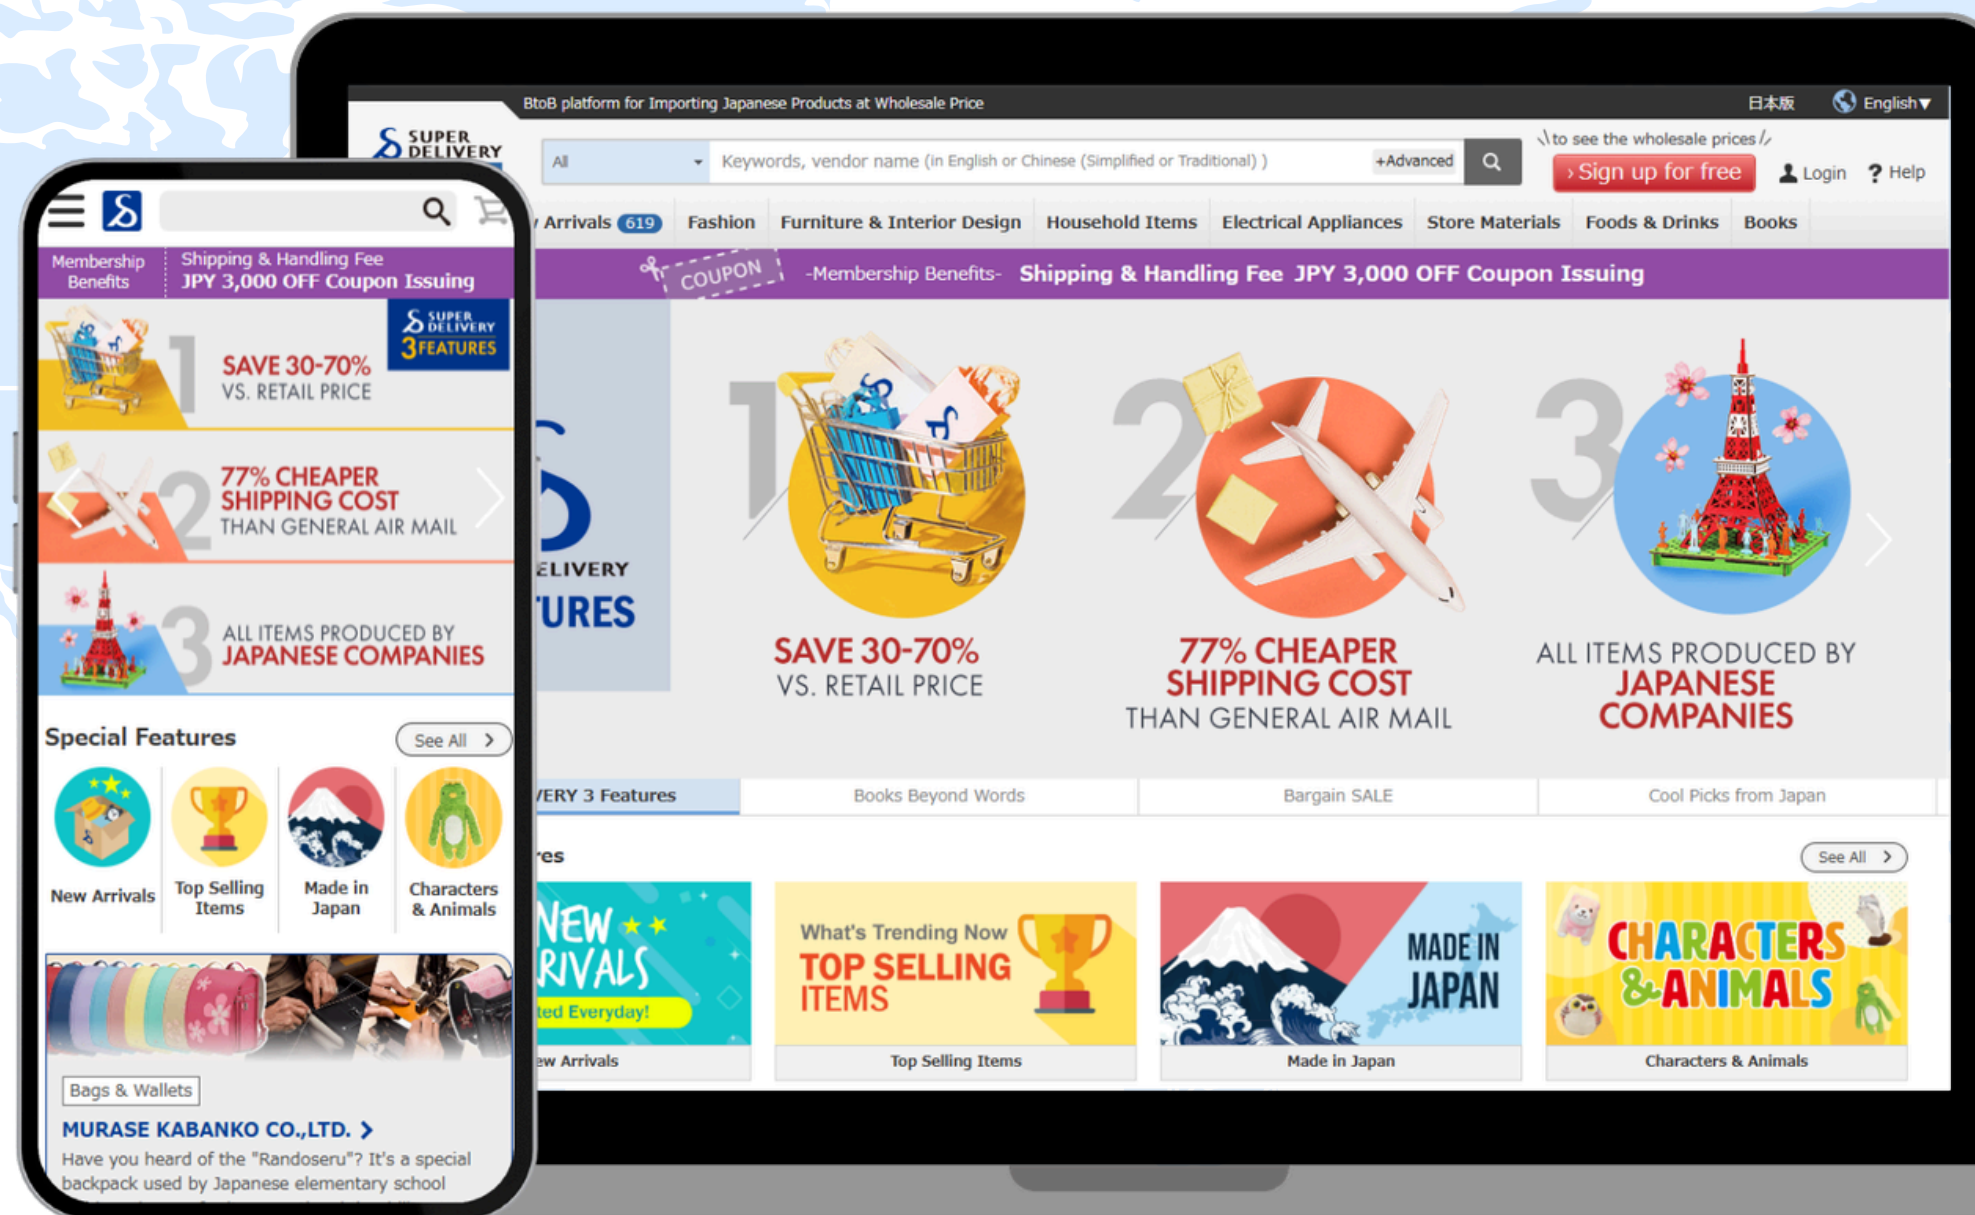 BtoB platform for Importing Japanese Products at Wholesale Price
日本版
English▼
SUPER
DELIVERY
All
Keywords, vendor name (in English or Chinese (Simplified or Traditional) )
+Advanced
\to see the wholesale prices/
› Sign up for free
Login
? Help
Arrivals 619
Fashion
Furniture & Interior Design
Household Items
Electrical Appliances
Store Materials
Foods & Drinks
Books
COUPON
-Membership Benefits- Shipping & Handling Fee JPY 3,000 OFF Coupon Issuing
ELIVERY
URES
1
SAVE 30-70%
VS. RETAIL PRICE
2
77% CHEAPER
SHIPPING COST
THAN GENERAL AIR MAIL
3
ALL ITEMS PRODUCED BY
JAPANESE
COMPANIES
VERY 3 Features
Books Beyond Words
Bargain SALE
Cool Picks from Japan
res
See All >
NEW
RIVALS
ted Everyday!
ew Arrivals
What's Trending Now
TOP SELLING
ITEMS
Top Selling Items
MADE IN
JAPAN
Made in Japan
CHARACTERS
& ANIMALS
Characters & Animals
Membership
Benefits
Shipping & Handling Fee
JPY 3,000 OFF Coupon Issuing
SUPER
DELIVERY
3 FEATURES
1
SAVE 30-70%
VS. RETAIL PRICE
2
77% CHEAPER
SHIPPING COST
THAN GENERAL AIR MAIL
3
ALL ITEMS PRODUCED BY
JAPANESE COMPANIES
Special Features
See All >
New Arrivals
Top Selling
Items
Made in
Japan
Characters
& Animals
Bags & Wallets
MURASE KABANKO CO.,LTD. >
Have you heard of the "Randoseru"? It's a special
backpack used by Japanese elementary school